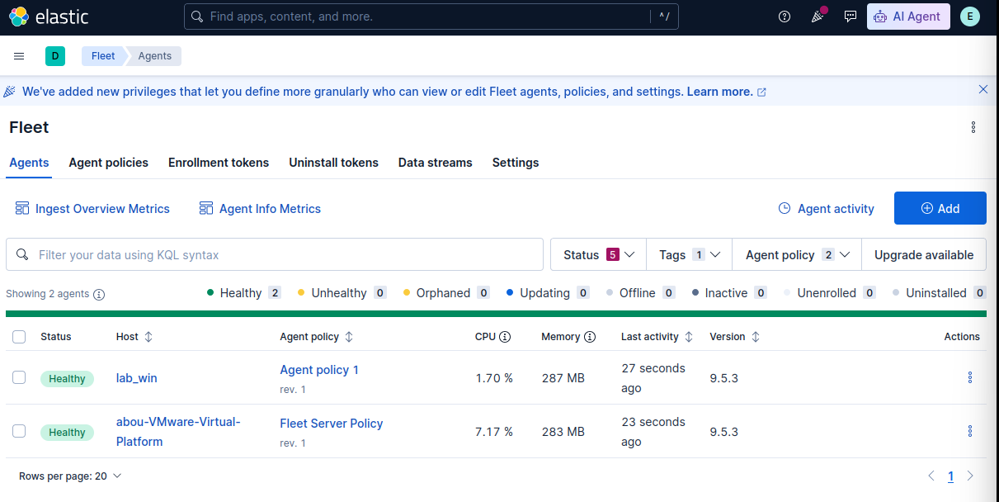 elastic
Find apps, content, and more.
^ /
AI Agent
E
D
Fleet
Agents
We've added new privileges that let you define more granularly who can view or edit Fleet agents, policies, and settings. Learn more.
Fleet
Agents
Agent policies
Enrollment tokens
Uninstall tokens
Data streams
Settings
Ingest Overview Metrics
Agent Info Metrics
Agent activity
Add
Filter your data using KQL syntax
Status 5
Tags 1
Agent policy 2
Upgrade available
Showing 2 agents
Healthy 2
Unhealthy 0
Orphaned 0
Updating 0
Offline 0
Inactive 0
Unenrolled 0
Uninstalled 0
Status
Host
Agent policy
CPU
Memory
Last activity
Version
Actions
Healthy
lab_win
Agent policy 1
rev. 1
1.70 %
287 MB
27 seconds
ago
9.5.3
Healthy
abou-VMware-Virtual-
Platform
Fleet Server Policy
rev. 1
7.17 %
283 MB
23 seconds
ago
9.5.3
Rows per page: 20
1